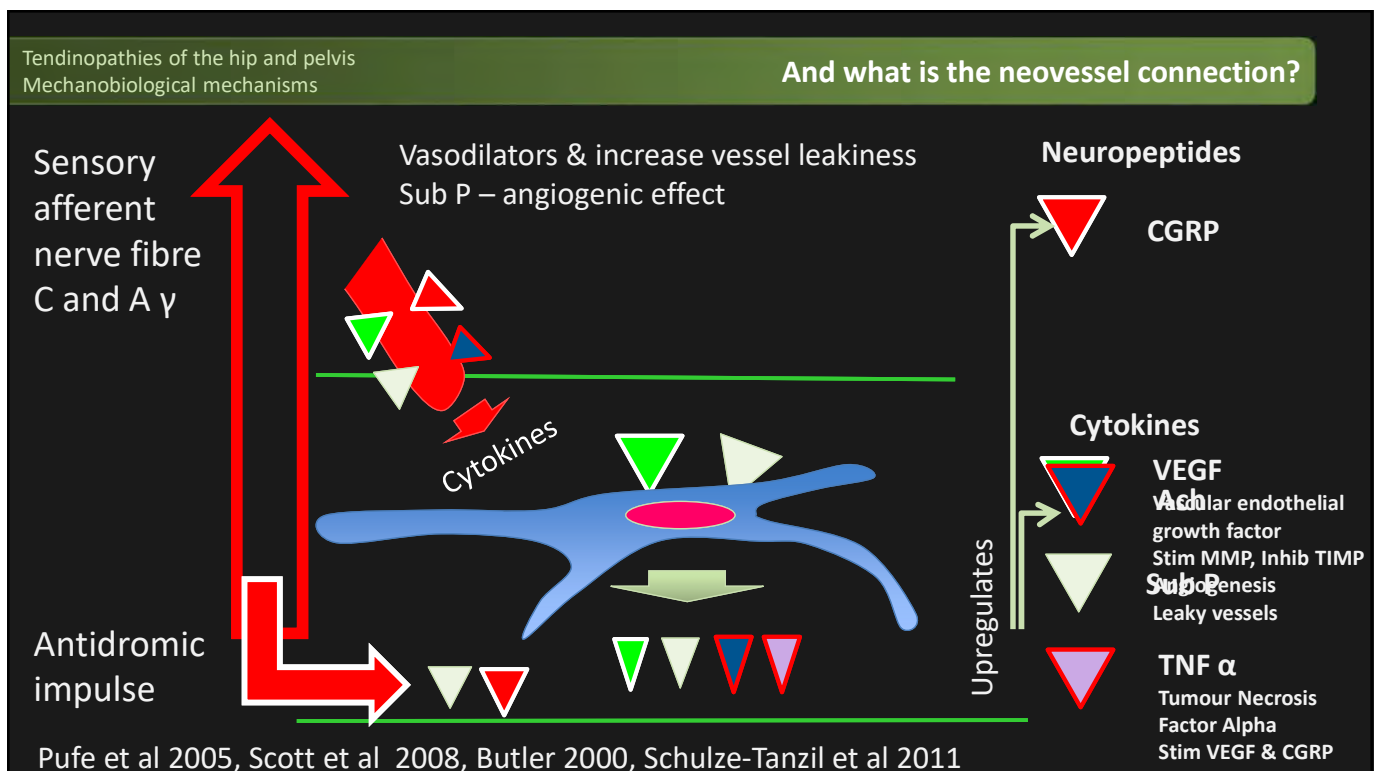 Tendinopathies of the hip and pelvis
Mechanobiological mechanisms
And what is the neovessel connection?
Sensory
afferent
nerve fibre
C and A γ
Vasodilators & increase vessel leakiness
Sub P – angiogenic effect
Neuropeptides
CGRP
Cytokines
Cytokines
VEGF
Ach
Vascular endothelial
growth factor
Stim MMP, Inhib TIMP
Angiogenesis
Sub P
Leaky vessels
Upregulates
Antidromic
impulse
TNF α
Tumour Necrosis
Factor Alpha
Stim VEGF & CGRP
Pufe et al 2005, Scott et al  2008, Butler 2000, Schulze-Tanzil et al 2011